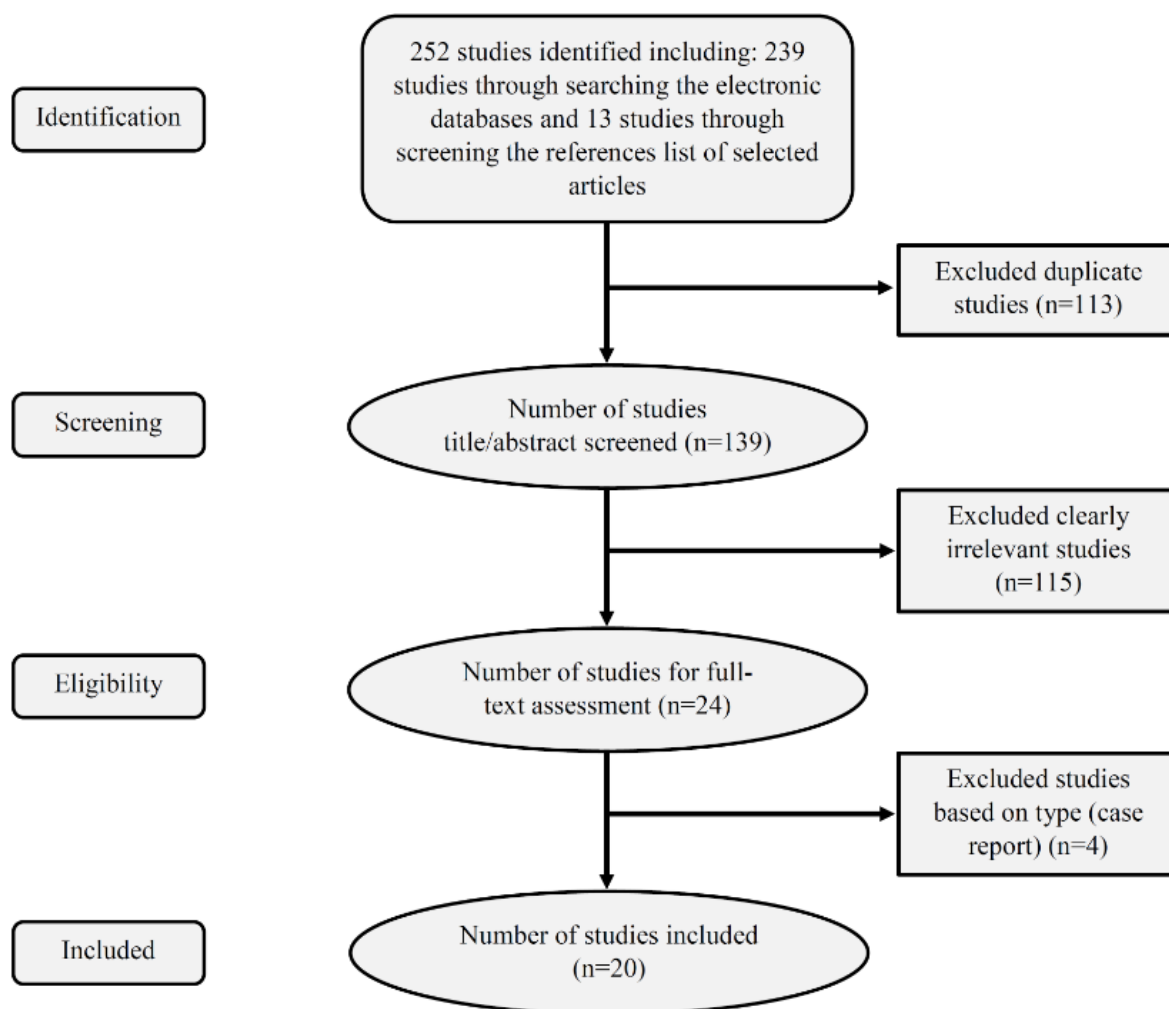 Identification
252 studies identified including: 239
studies through searching the electronic
databases and 13 studies through
screening the references list of selected
articles
Excluded duplicate
studies (n=113)
Screening
Number of studies
title/abstract screened (n=139)
Excluded clearly
irrelevant studies
(n=115)
Eligibility
Number of studies for full-
text assessment (n=24)
Excluded studies
based on type (case
report) (n=4)
Included
Number of studies included
(n=20)